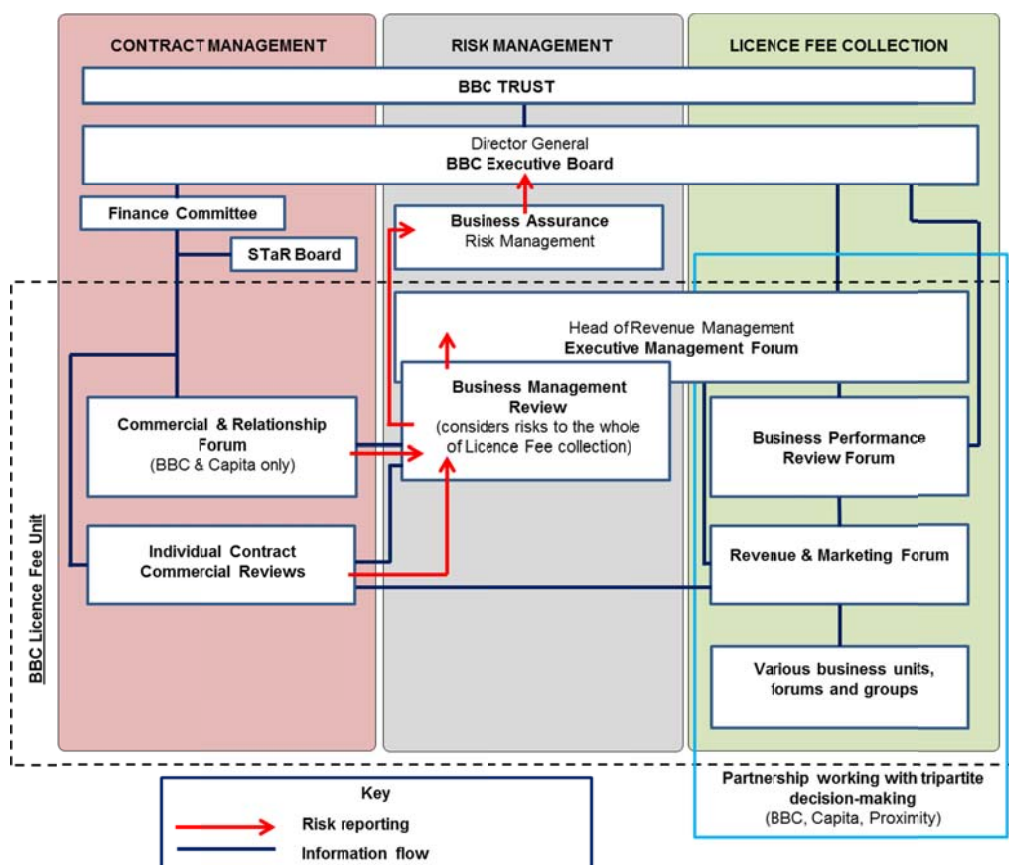 CONTRACT MANAGEMENT
RISK MANAGEMENT
LICENCE FEE COLLECTION
BBC TRUST
Director General
BBC Executive Board
Finance Committee
STaR Board
Business Assurance
Risk Management
Head of Revenue Management
Executive Management Forum
Business Management
Review
(considers risks to the whole
of Licence Fee collection)
Commercial & Relationship
Forum
(BBC & Capita only)
Business Performance
Review Forum
Individual Contract
Commercial Reviews
Revenue & Marketing Forum
Various business units,
forums and groups
BBC Licence Fee Unit
Partnership working with tripartite
decision-making
(BBC, Capita, Proximity)
Key
Risk reporting
Information flow